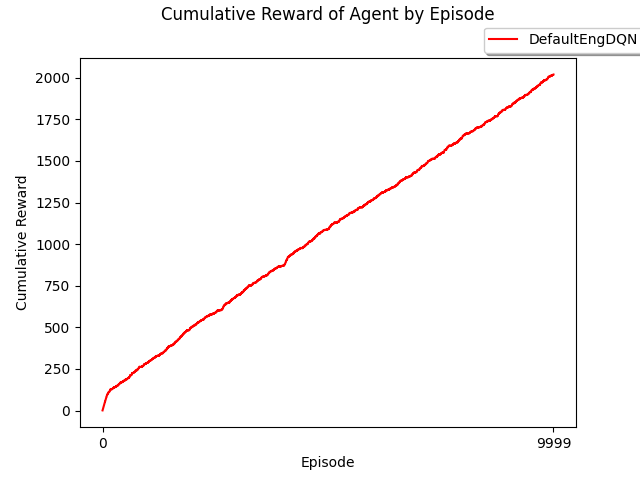 Cumulative Reward of Agent by Episode
DefaultEngDQN
2000
1750
1500
1250
1000
750
500
250
0
Cumulative Reward
0 9999
Episode